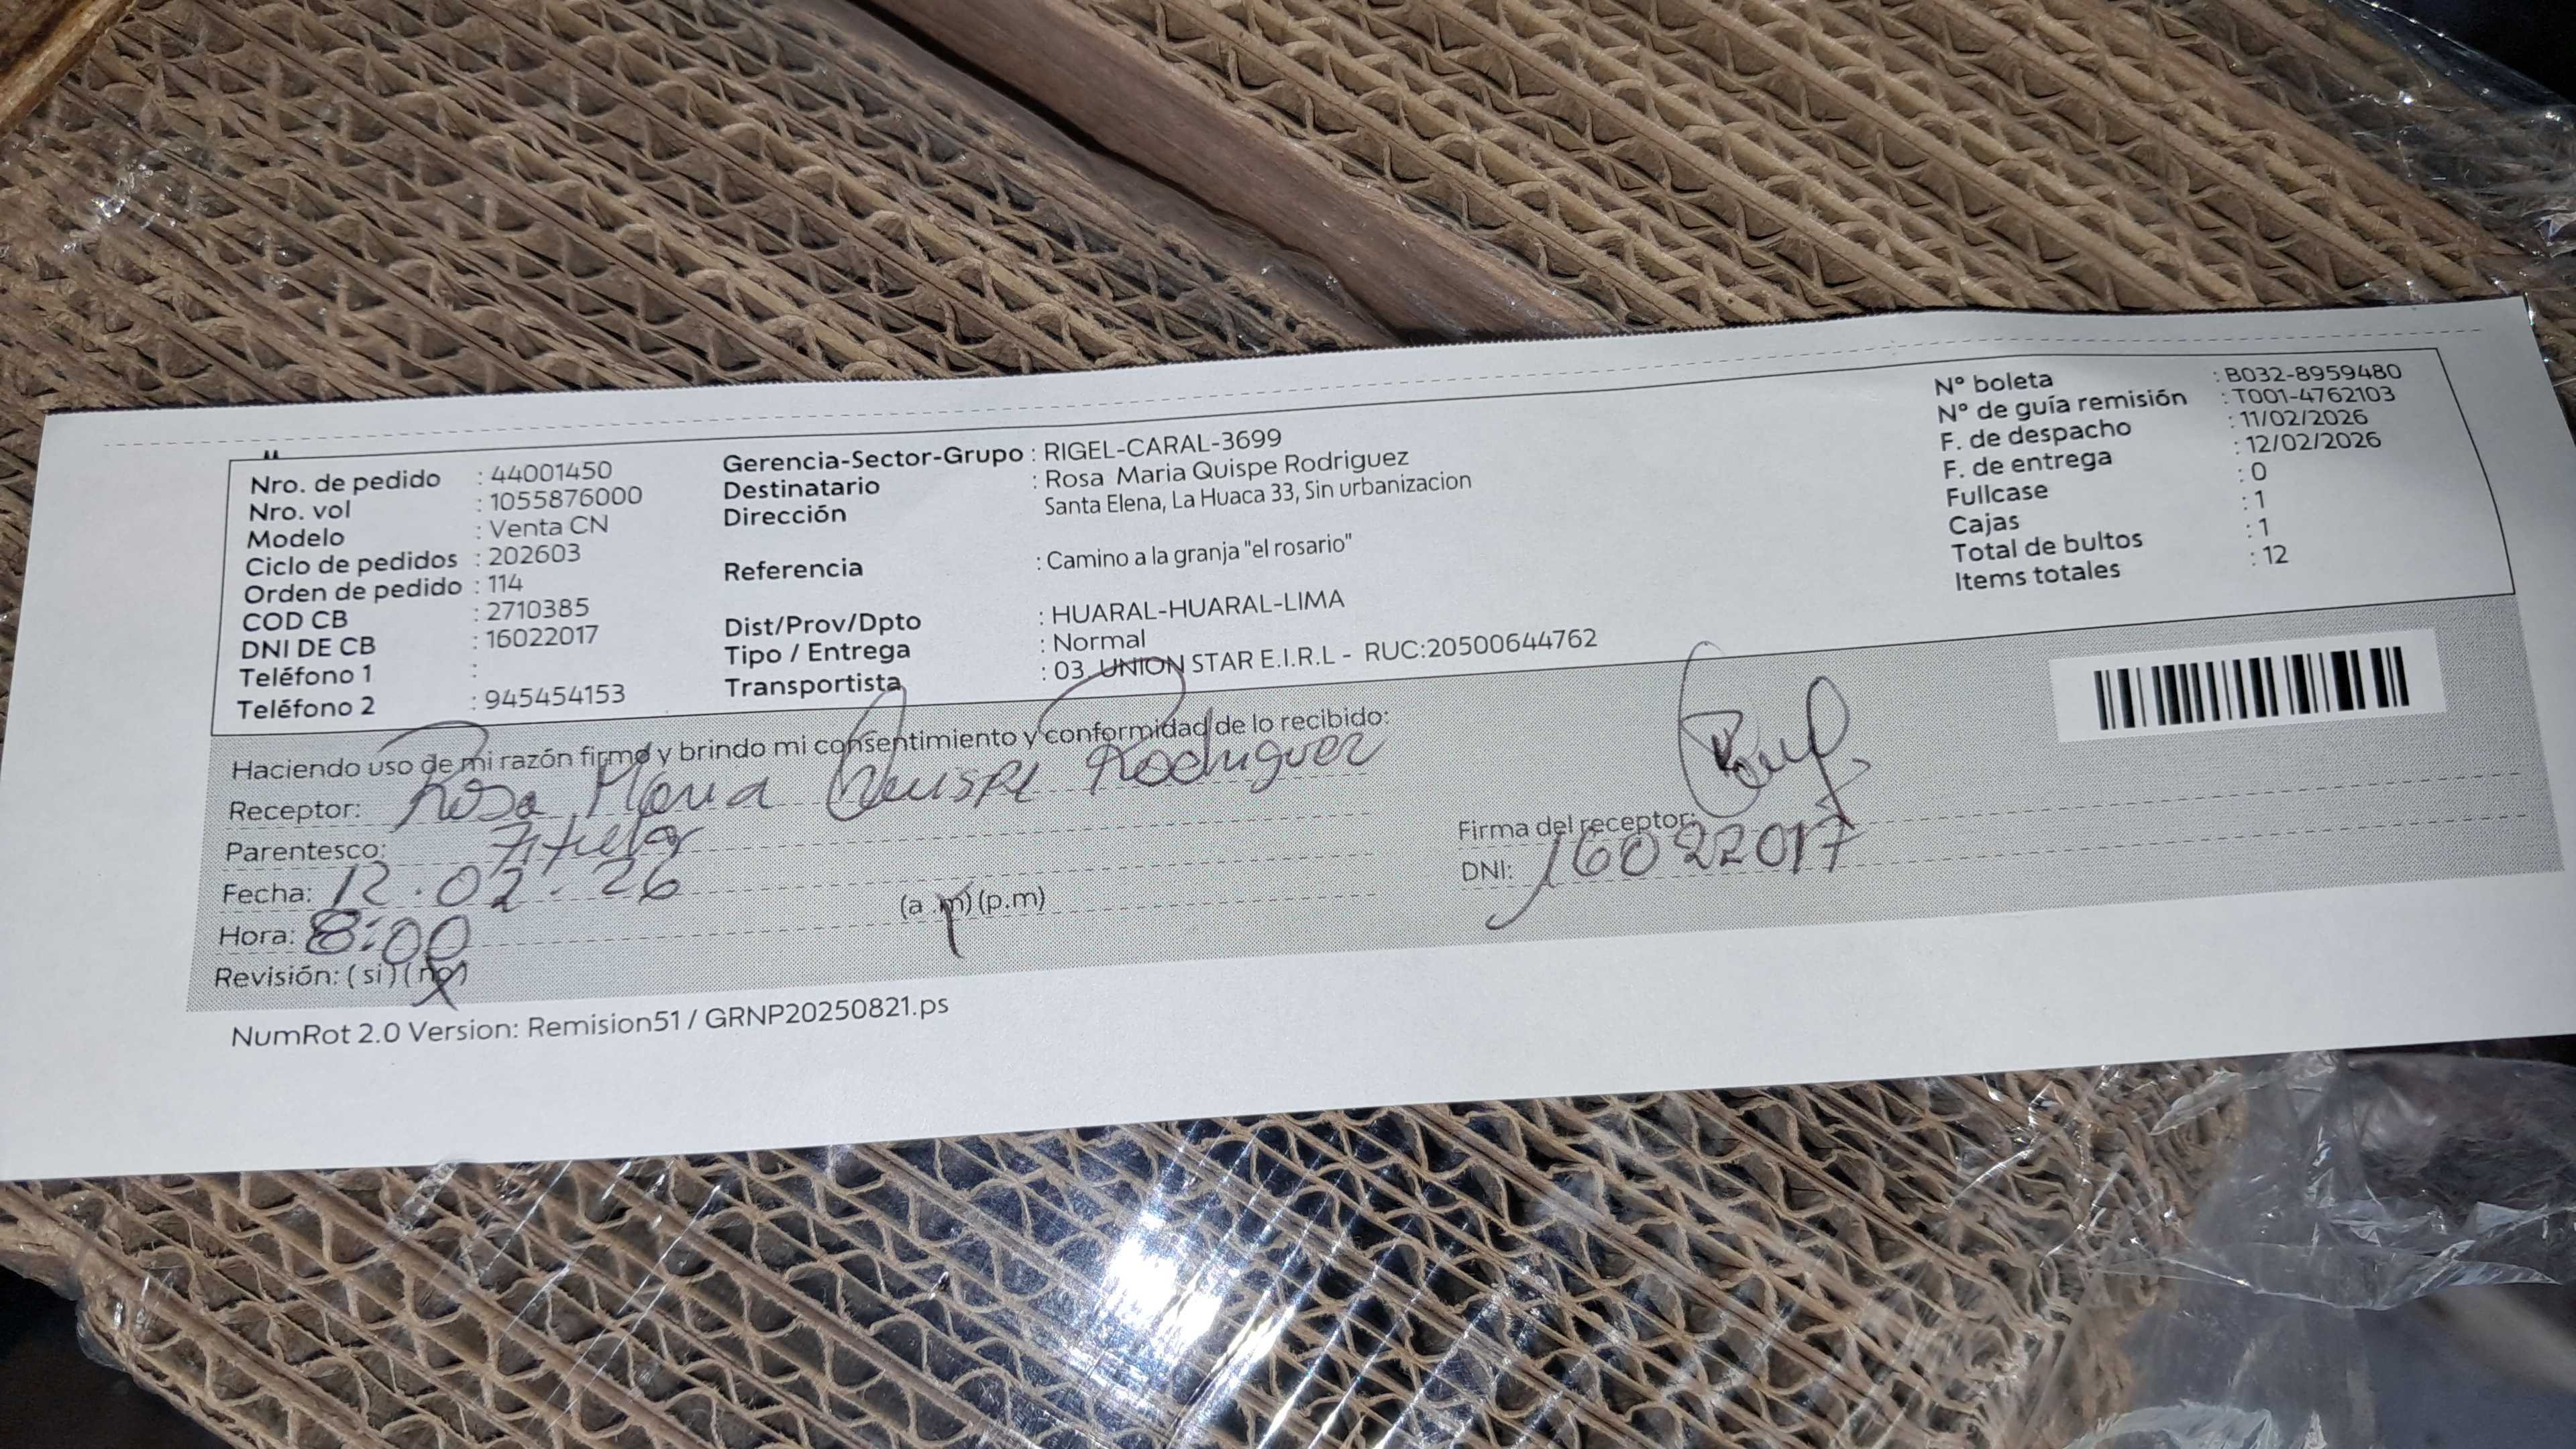 Nro. de pedido : 44001450
Nro. vol : 1055876000
Modelo : Venta CN
Ciclo de pedidos : 202603
Orden de pedido : 114
COD CB : 2710385
DNI DE CB : 16022017
Teléfono 1 :
Teléfono 2 : 945454153
Gerencia-Sector-Grupo : RIGEL-CARAL-3699
Destinatario : Rosa Maria Quispe Rodriguez
Dirección Santa Elena, La Huaca 33, Sin urbanizacion
Referencia : Camino a la granja "el rosario"
Dist/Prov/Dpto : HUARAL-HUARAL-LIMA
Tipo / Entrega : Normal
Transportista : 03. UNION STAR E.I.R.L - RUC:20500644762
N° boleta : B032-8959480
N° de guía remisión : T001-4762103
F. de despacho : 11/02/2026
F. de entrega : 12/02/2026
Fullcase : 0
Cajas : 1
Total de bultos : 1
Items totales : 12
Haciendo uso de mi razón firmo y brindo mi consentimiento y conformidad de lo recibido:
Receptor: Rosa Maria Quispe Rodriguez
Parentesco: Titular
Fecha: 12.02.26
Hora: 8:00 (a.m) (p.m)
Revisión: (si) (no)
Firma del receptor:
DNI: 16022017
NumRot 2.0 Version: Remision51 / GRNP20250821.ps